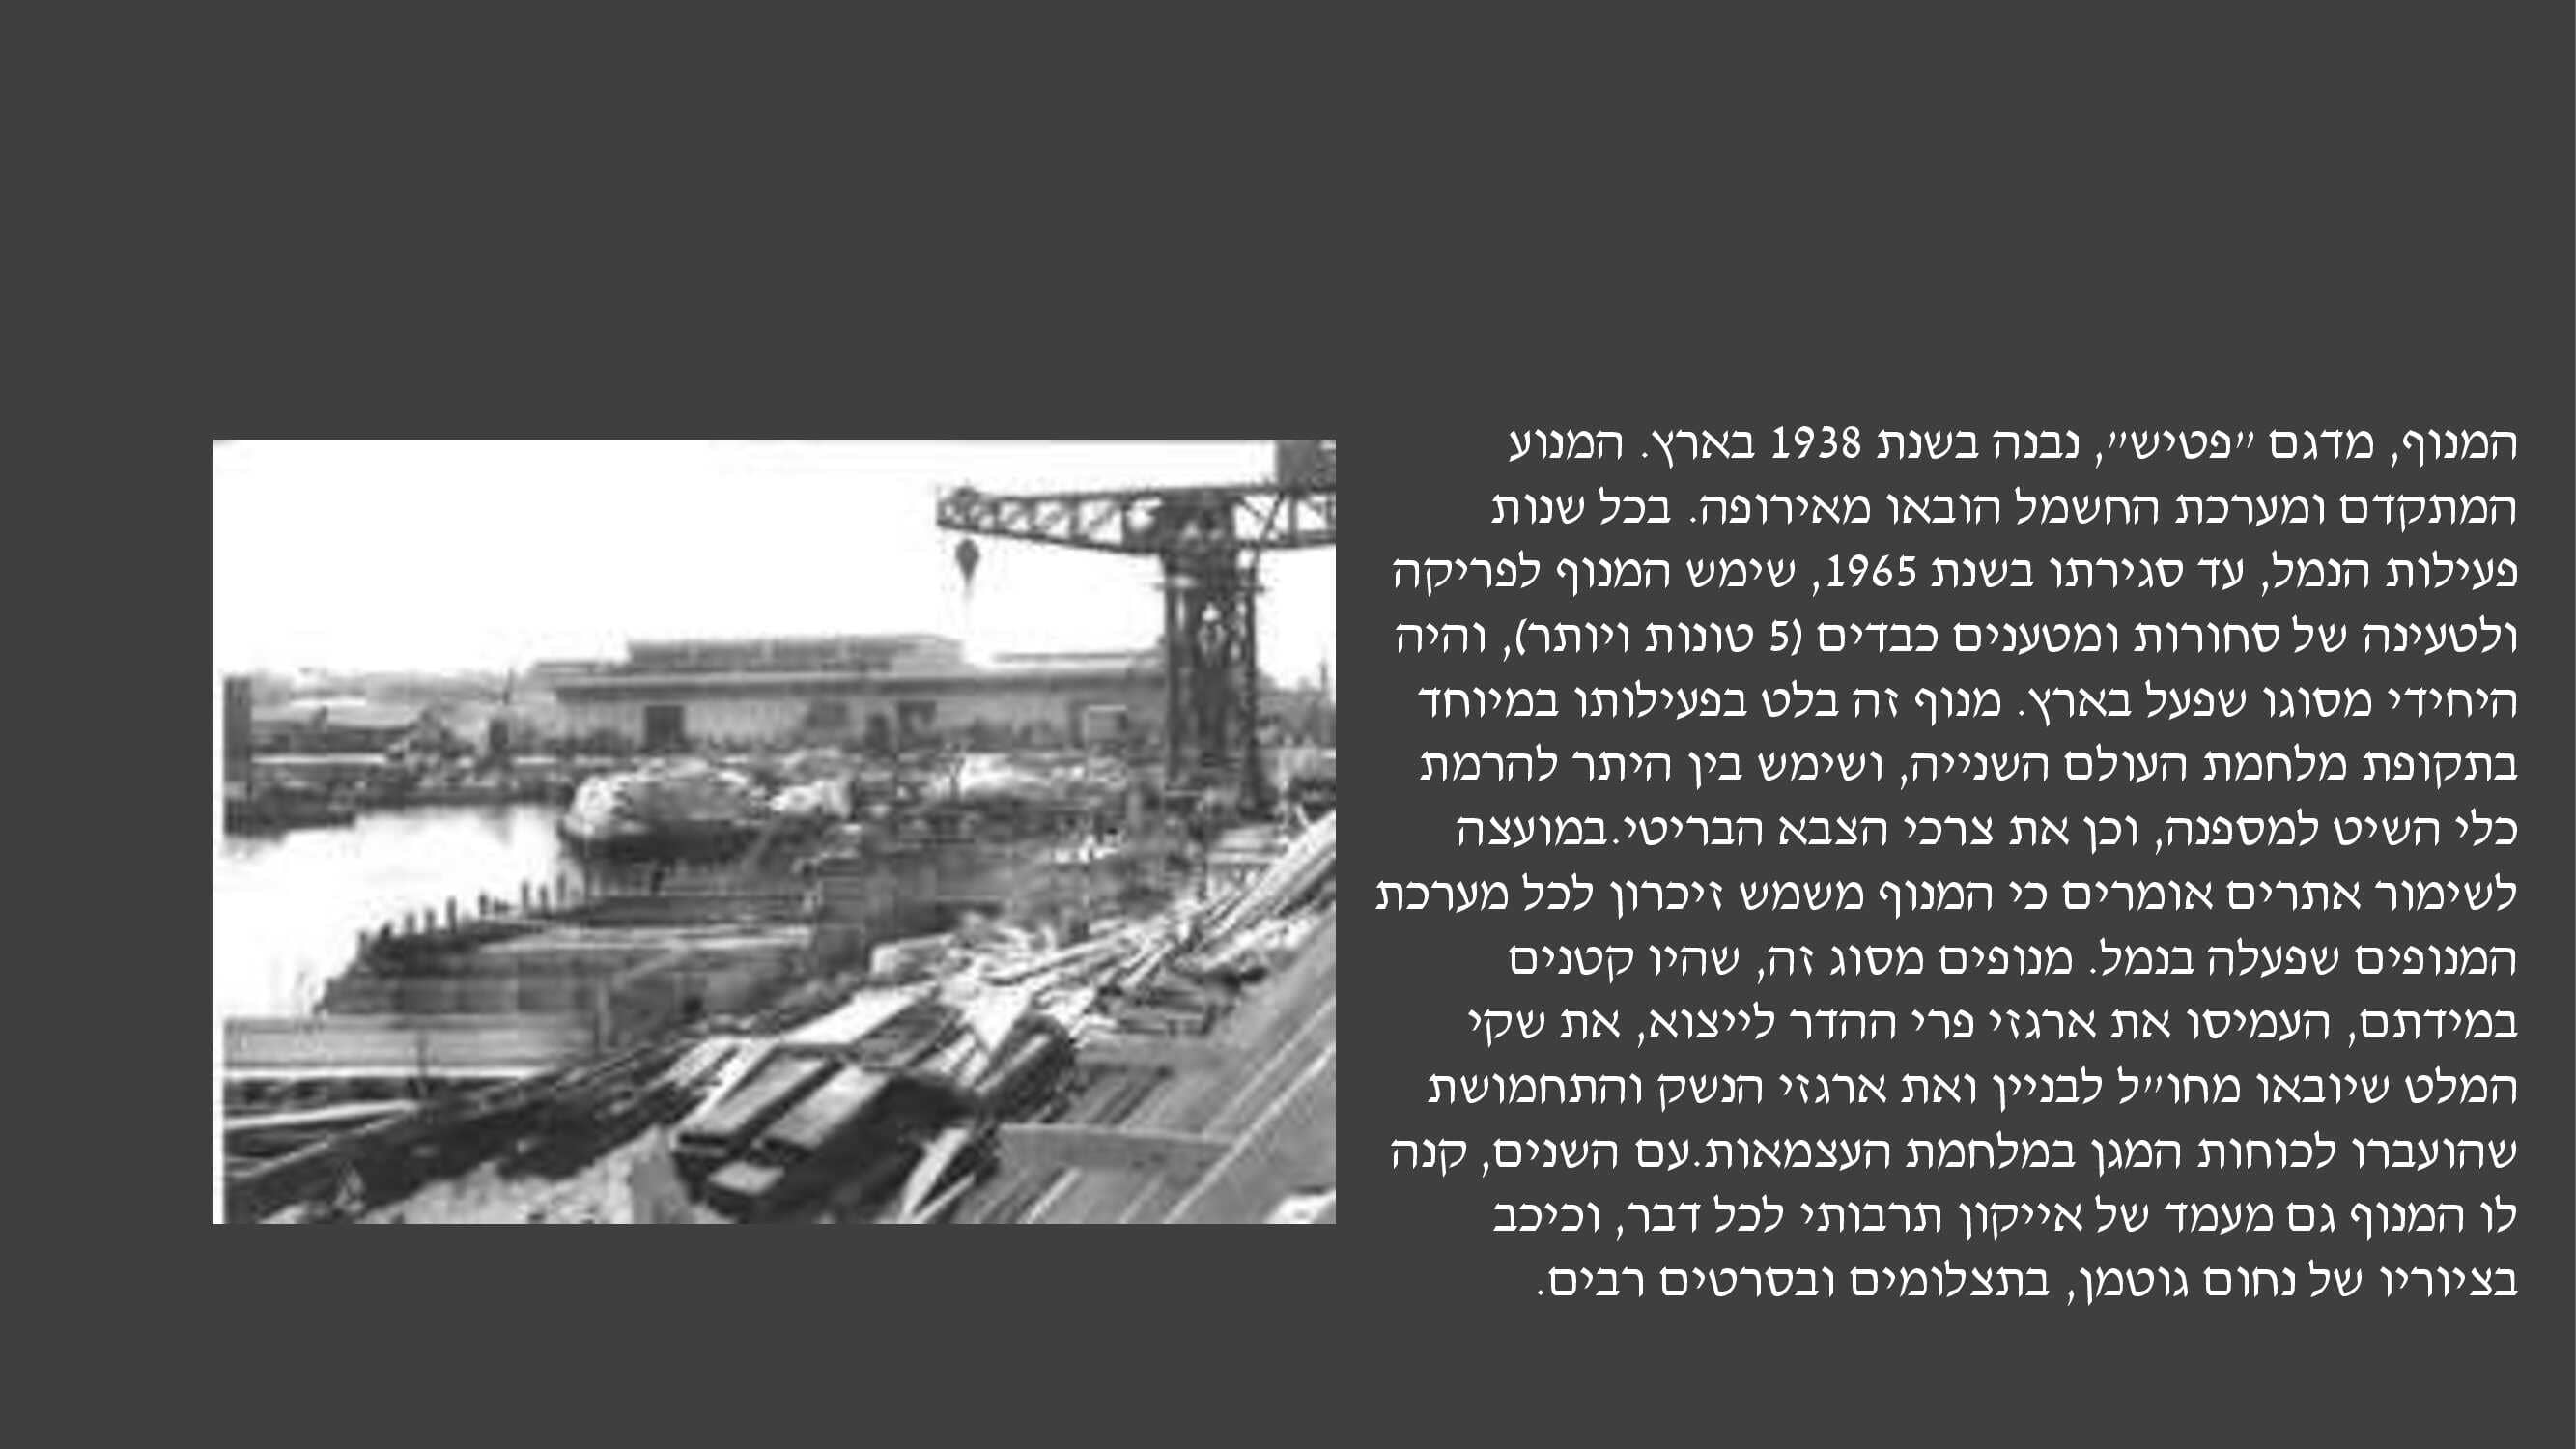 המנוף, מדגם ״פטיש״, נבנה בשנת 1938 בארץ. המנוע
המתקדם ומערכת החשמל הובאו מאירופה. בכל שנות
פעילות הנמל, עד סגירתו בשנת 1965, שימש המנוף לפריקה
ולטעינה של סחורות ומטענים כבדים (5 טונות ויותר), והיה
היחידי מסוגו שפעל בארץ. מנוף זה בלט בפעילותו במיוחד
בתקופת מלחמת העולם השנייה, ושימש בין היתר להרמת
כלי השיט למספנה, וכן את צרכי הצבא הבריטי.במועצה
לשימור אתרים אומרים כי המנוף משמש זיכרון לכל מערכת
המנופים שפעלה בנמל. מנופים מסוג זה, שהיו קטנים
במידתם, העמיסו את ארגזי פרי ההדר לייצוא, את שקי
המלט שיובאו מחו״ל לבניין ואת ארגזי הנשק והתחמושת
שהועברו לכוחות המגן במלחמת העצמאות.עם השנים, קנה
לו המנוף גם מעמד של אייקון תרבותי לכל דבר, וכיכב
בציוריו של נחום גוטמן, בתצלומים ובסרטים רבים.